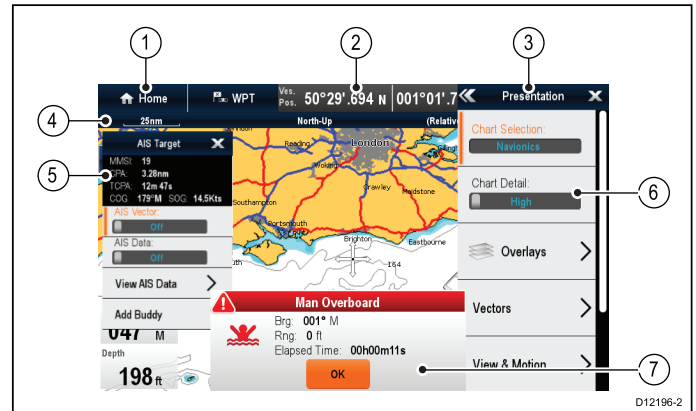 1
2
3
Home
WPT
Ves. Pos. 50°29'.694 N 001°01'.7
Presentation
4
25nm
North-Up
(Relativ
AIS Target
MMSI: 19
5
CPA: 3.28nm
TCPA: 12m 47s
COG 179°M SOG 14.5Kts
AIS Vector:
Off
AIS Data:
Off
View AIS Data
Add Buddy
047 M
Depth
198 ft
Reading
London
Woking
Crawley
Maidstone
Southampton
Portsmouth
Brighton
Eastbourne
164
Chart Selection:
Navionics
Chart Detail:
High
6
Overlays
Vectors
View & Motion
Man Overboard
Brg: 001° M
Rng: 0 ft
Elapsed Time: 00h00m11s
OK
7
D12196-2